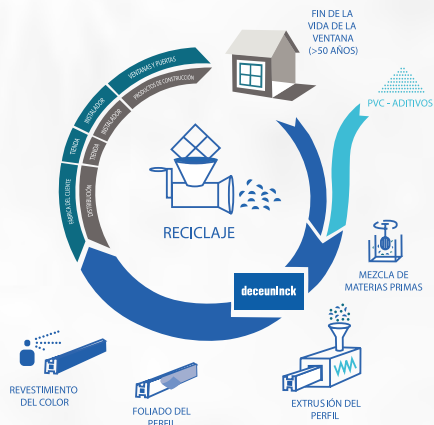 FIN DE LA
VIDA DE LA
VENTANA
(>50 AÑOS)
PVC - ADITIVOS
VENTANAS Y PUERTAS
PRODUCTOS DE CONSTRUCCIÓN
INSTALADOR
INSTALADOR
TIENDA
TIENDA
FABRICA DEL CLIENTE
DISTRIBUCIÓN
RECICLAJE
deceuninck
MEZCLA DE
MATERIAS PRIMAS
EXTRUSIÓN DEL
PERFIL
FOLIADO DEL
PERFIL
REVESTIMIENTO
DEL COLOR